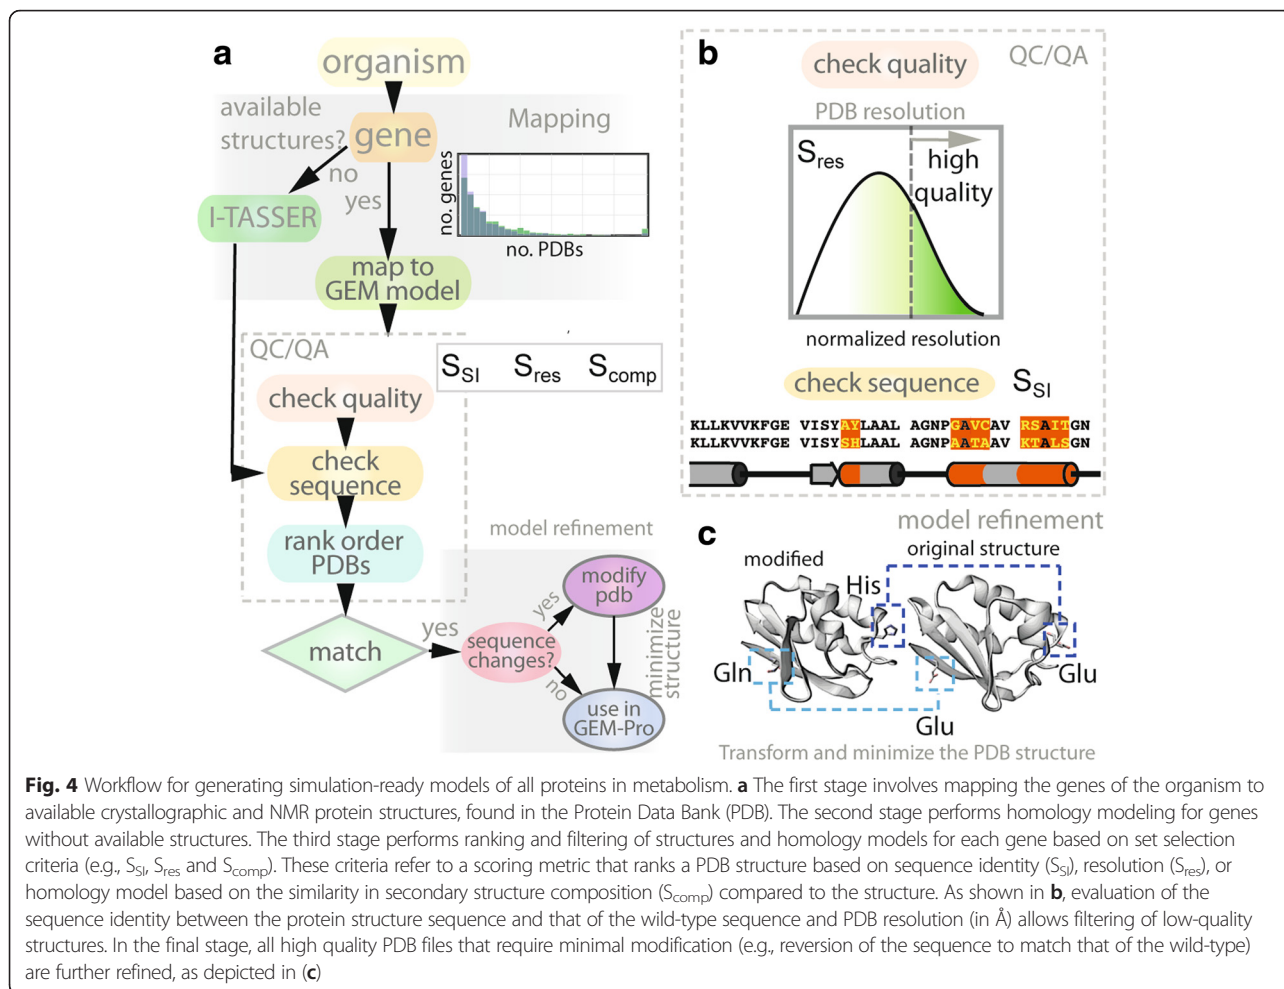 a
organism
available
structures?
gene
Mapping
no
yes
I-TASSER
no. genes
no. PDBs
map to
GEM model
QC/QA
S_SI S_res S_comp
check quality
check
sequence
rank order
PDBs
match
yes
model refinement
sequence
changes?
yes
no
modify
pdb
minimize
structure
use in
GEM-Pro
b
QC/QA
check quality
PDB resolution
S_res
high
quality
normalized resolution
check sequence S_SI
KLLKVVKFGE VISYAYLAAL AGNPGAVCAV RSAITGN
KLLKVVKFGE VISYSHLAAL AGNPAATAAV KTALSGN
c
model refinement
original structure
modified
His
Gln
Glu
Glu
Transform and minimize the PDB structure
Fig. 4 Workflow for generating simulation-ready models of all proteins in metabolism. a The first stage involves mapping the genes of the organism to
available crystallographic and NMR protein structures, found in the Protein Data Bank (PDB). The second stage performs homology modeling for genes
without available structures. The third stage performs ranking and filtering of structures and homology models for each gene based on set selection
criteria (e.g., S_SI, S_res and S_comp). These criteria refer to a scoring metric that ranks a PDB structure based on sequence identity (S_SI), resolution (S_res), or
homology model based on the similarity in secondary structure composition (S_comp) compared to the structure. As shown in b, evaluation of the
sequence identity between the protein structure sequence and that of the wild-type sequence and PDB resolution (in Å) allows filtering of low-quality
structures. In the final stage, all high quality PDB files that require minimal modification (e.g., reversion of the sequence to match that of the wild-type)
are further refined, as depicted in (c)